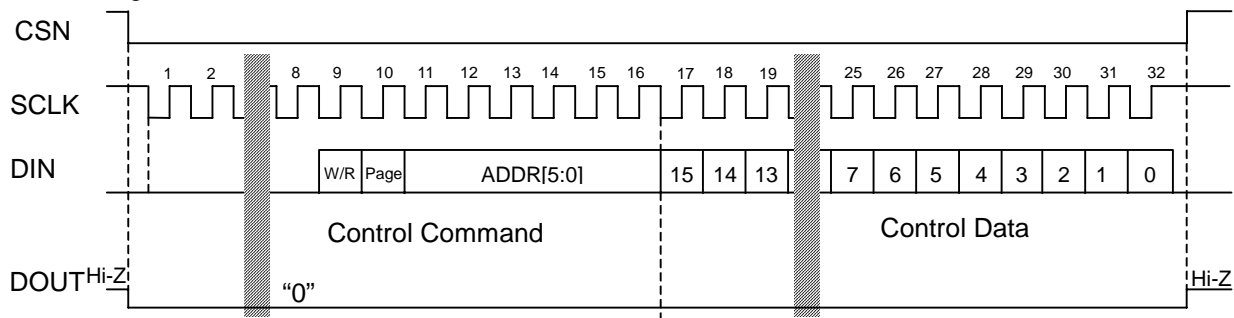 CSN
1 2 8 9 10 11 12 13 14 15 16 17 18 19 25 26 27 28 29 30 31 32
SCLK
DIN W/R Page ADDR[5:0] 15 14 13 7 6 5 4 3 2 1 0
Control Command Control Data
DOUT Hi-Z "0" Hi-Z